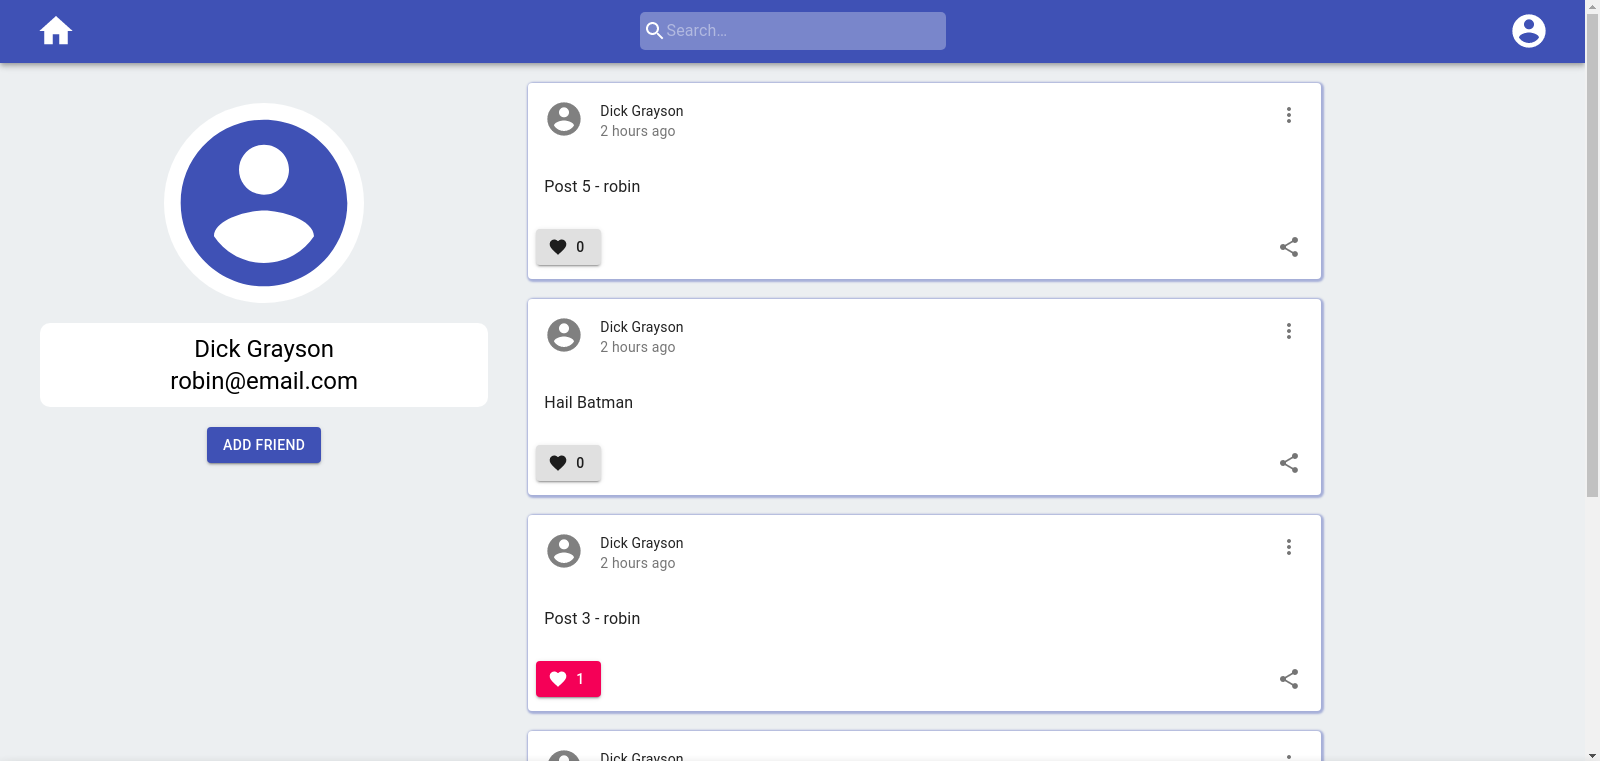 Search...
Dick Grayson
robin@email.com
ADD FRIEND
Dick Grayson
2 hours ago
Post 5 - robin
0
Dick Grayson
2 hours ago
Hail Batman
0
Dick Grayson
2 hours ago
Post 3 - robin
1
Dick Grayson